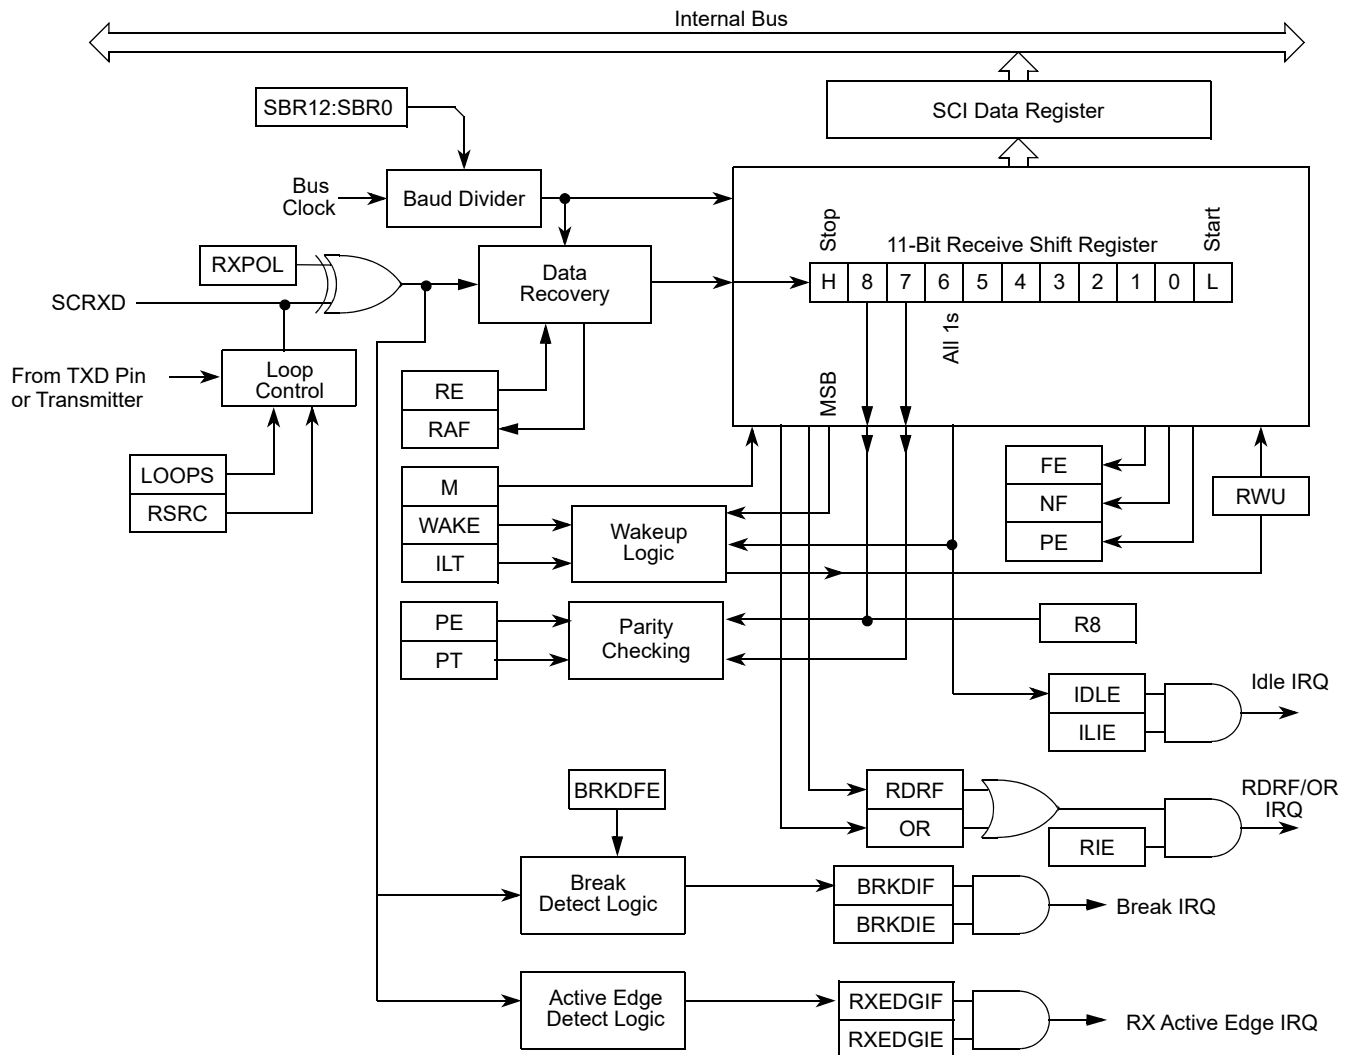 Internal Bus
SBR12:SBR0
SCI Data Register
Bus
Clock
Baud Divider
Stop
11-Bit Receive Shift Register
Start
RXPOL
Data
Recovery
H 8 7 6 5 4 3 2 1 0 L
SCRXD
All 1s
From TXD Pin
or Transmitter
Loop
Control
RE
RAF
MSB
LOOPS
RSRC
M
WAKE
ILT
Wakeup
Logic
FE
NF
PE
RWU
PE
PT
Parity
Checking
R8
IDLE
ILIE
Idle IRQ
BRKDFE
RDRF
OR
RIE
RDRF/OR
IRQ
Break
Detect Logic
BRKDIF
BRKDIE
Break IRQ
Active Edge
Detect Logic
RXEDGIF
RXEDGIE
RX Active Edge IRQ